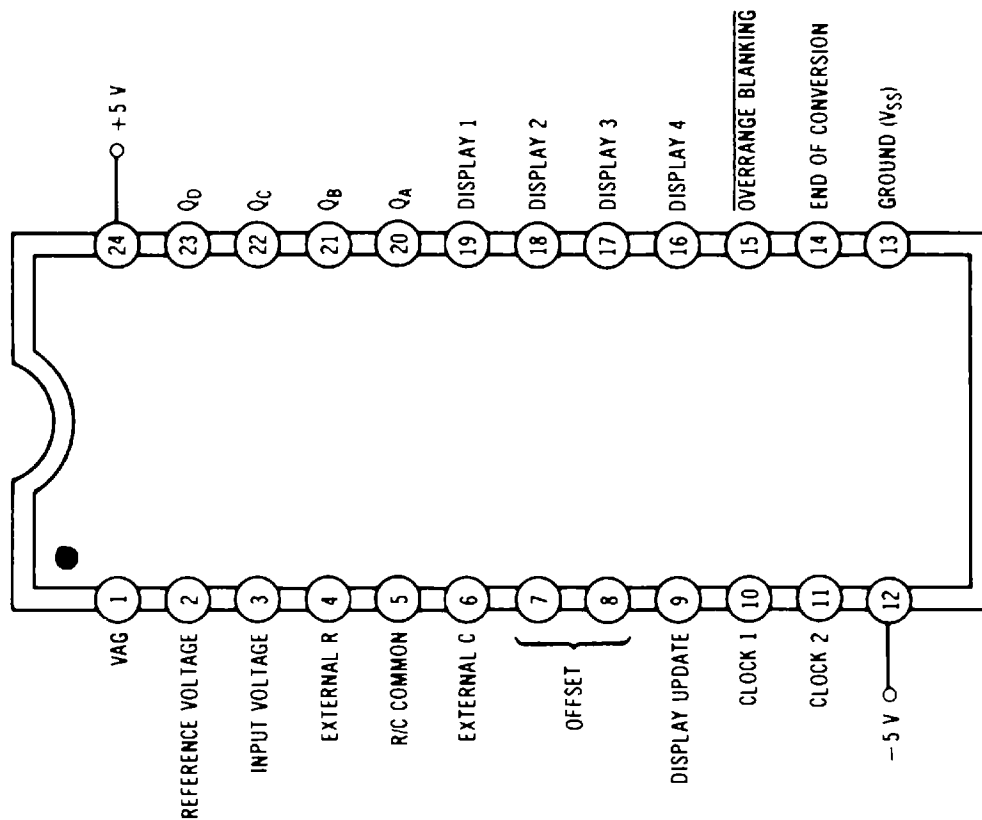 VAG
1
REFERENCE VOLTAGE
2
INPUT VOLTAGE
3
EXTERNAL R
4
R/C COMMON
5
EXTERNAL C
6
OFFSET
7
8
DISPLAY UPDATE
9
CLOCK 1
10
CLOCK 2
11
– 5 V
12
24
+ 5 V
23
QD
22
QC
21
QB
20
QA
19
DISPLAY 1
18
DISPLAY 2
17
DISPLAY 3
16
DISPLAY 4
15
OVERRANGE BLANKING
14
END OF CONVERSION
13
GROUND (VSS)